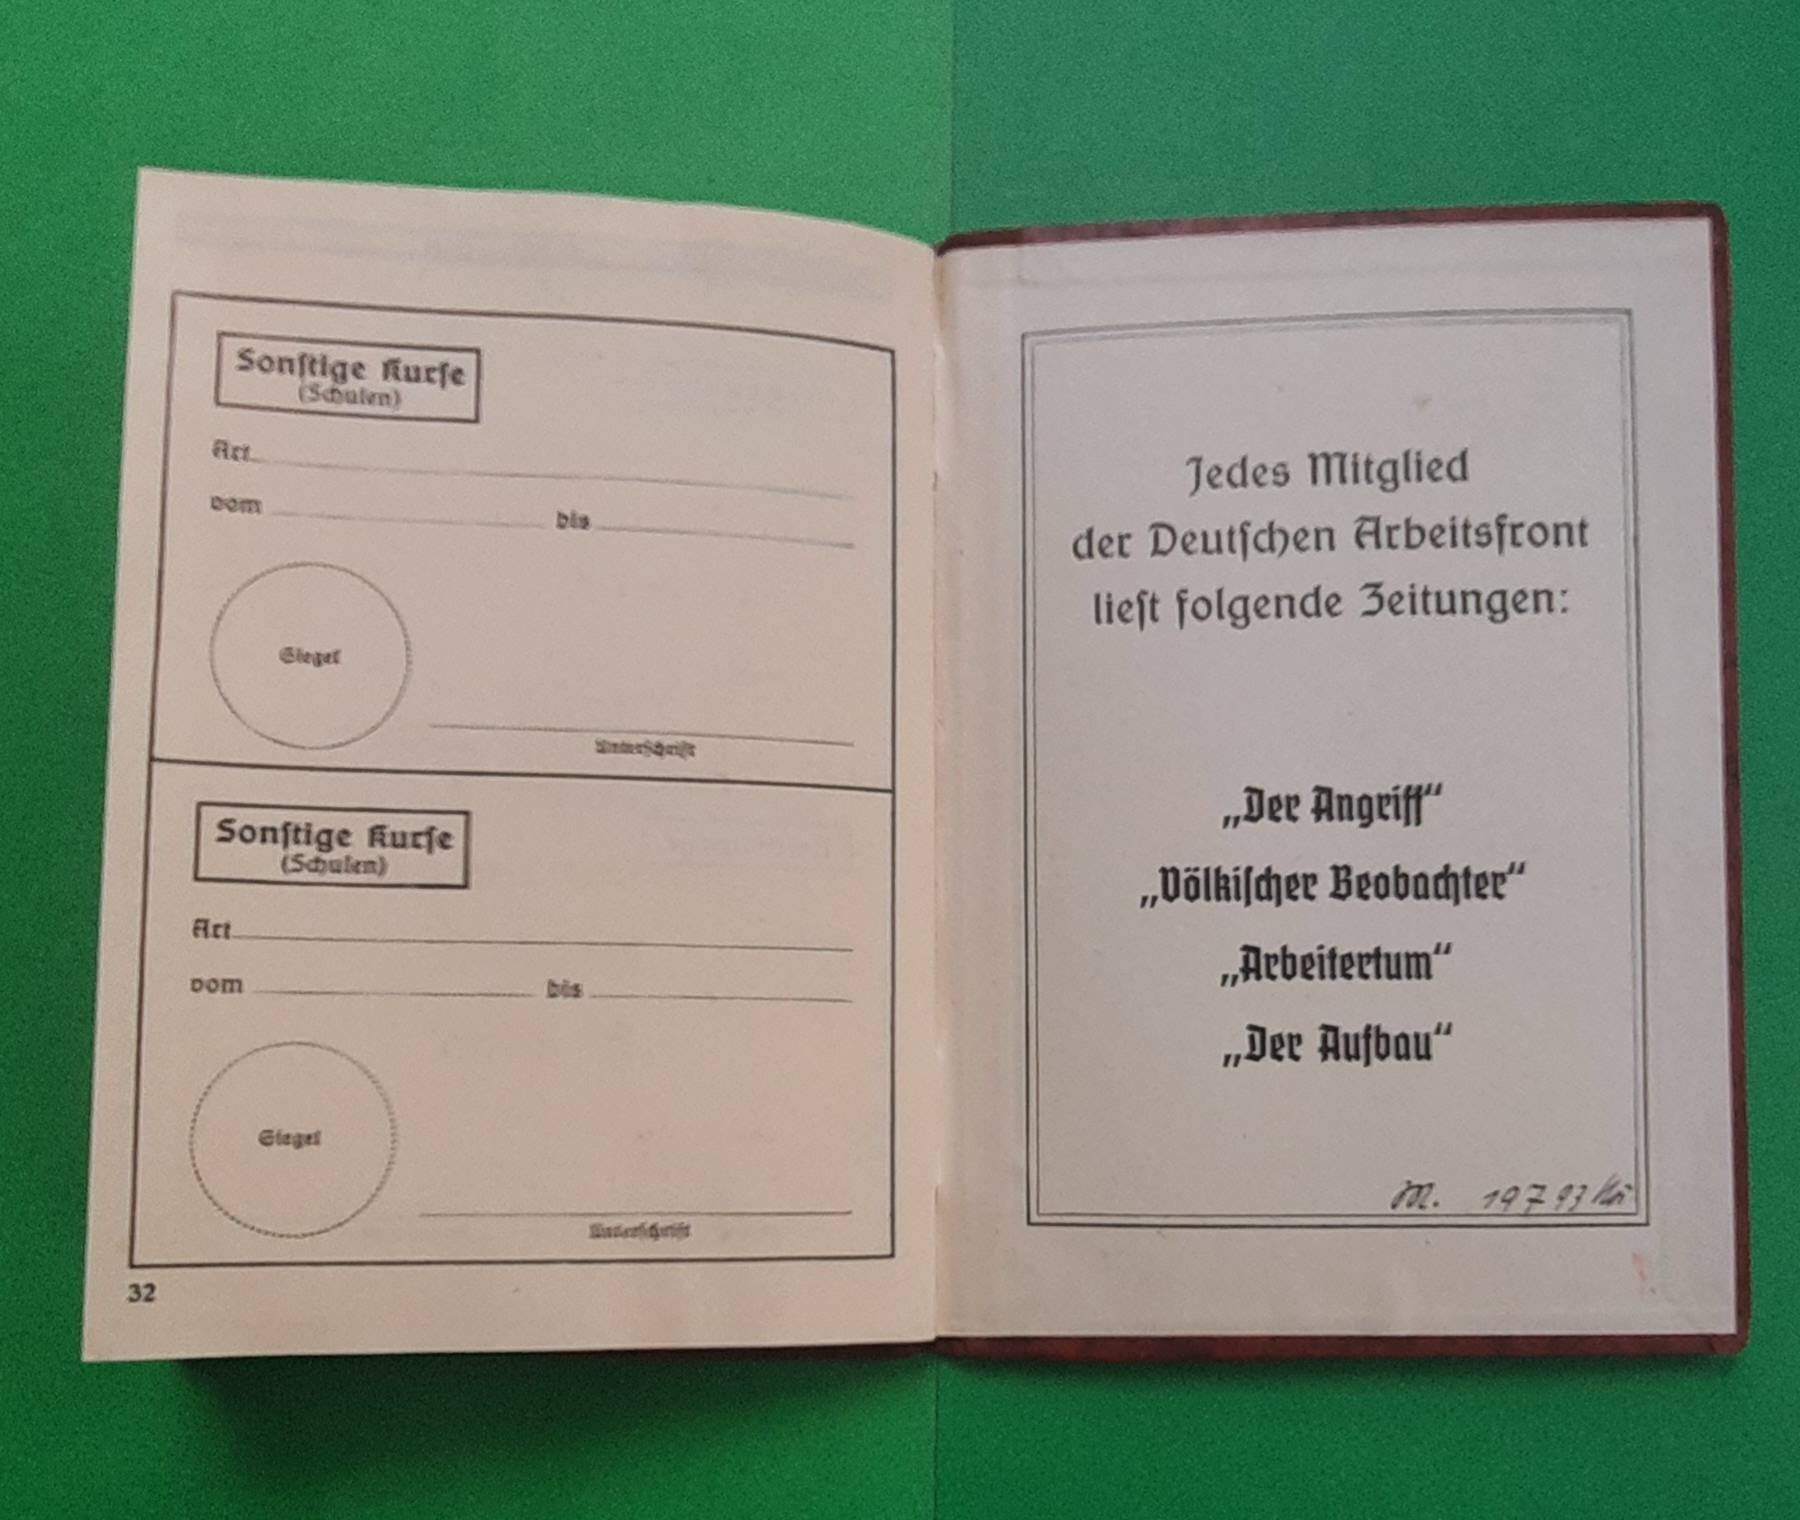 Sonſtige Kurſe
(Schulen)
Art
vom bis
Siegel
Unterſchrift
Sonſtige Kurſe
(Schulen)
Art
vom bis
Siegel
Unterſchrift
32
Jedes Mitglied
der Deutſchen Arbeitsfront
lieſt folgende Zeitungen:
„Der Angriff“
„Völkiſcher Beobachter“
„Arbeitertum“
„Der Aufbau“
M. 19793